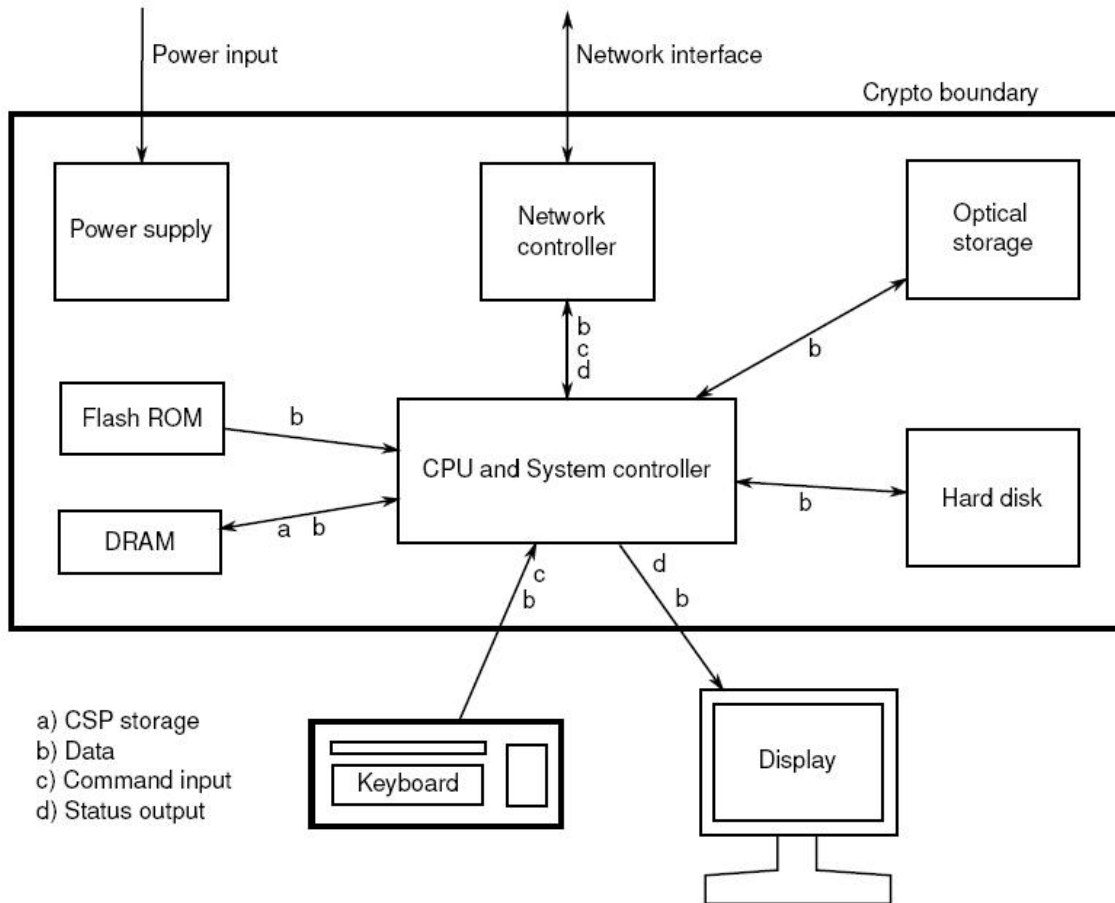 Power input
Network interface
Crypto boundary
Power supply
Network
controller
Optical
storage
b
c
d
b
Flash ROM
b
CPU and System controller
b
Hard disk
DRAM
a b
c
b
d
b
a) CSP storage
b) Data
c) Command input
d) Status output
Keyboard
Display